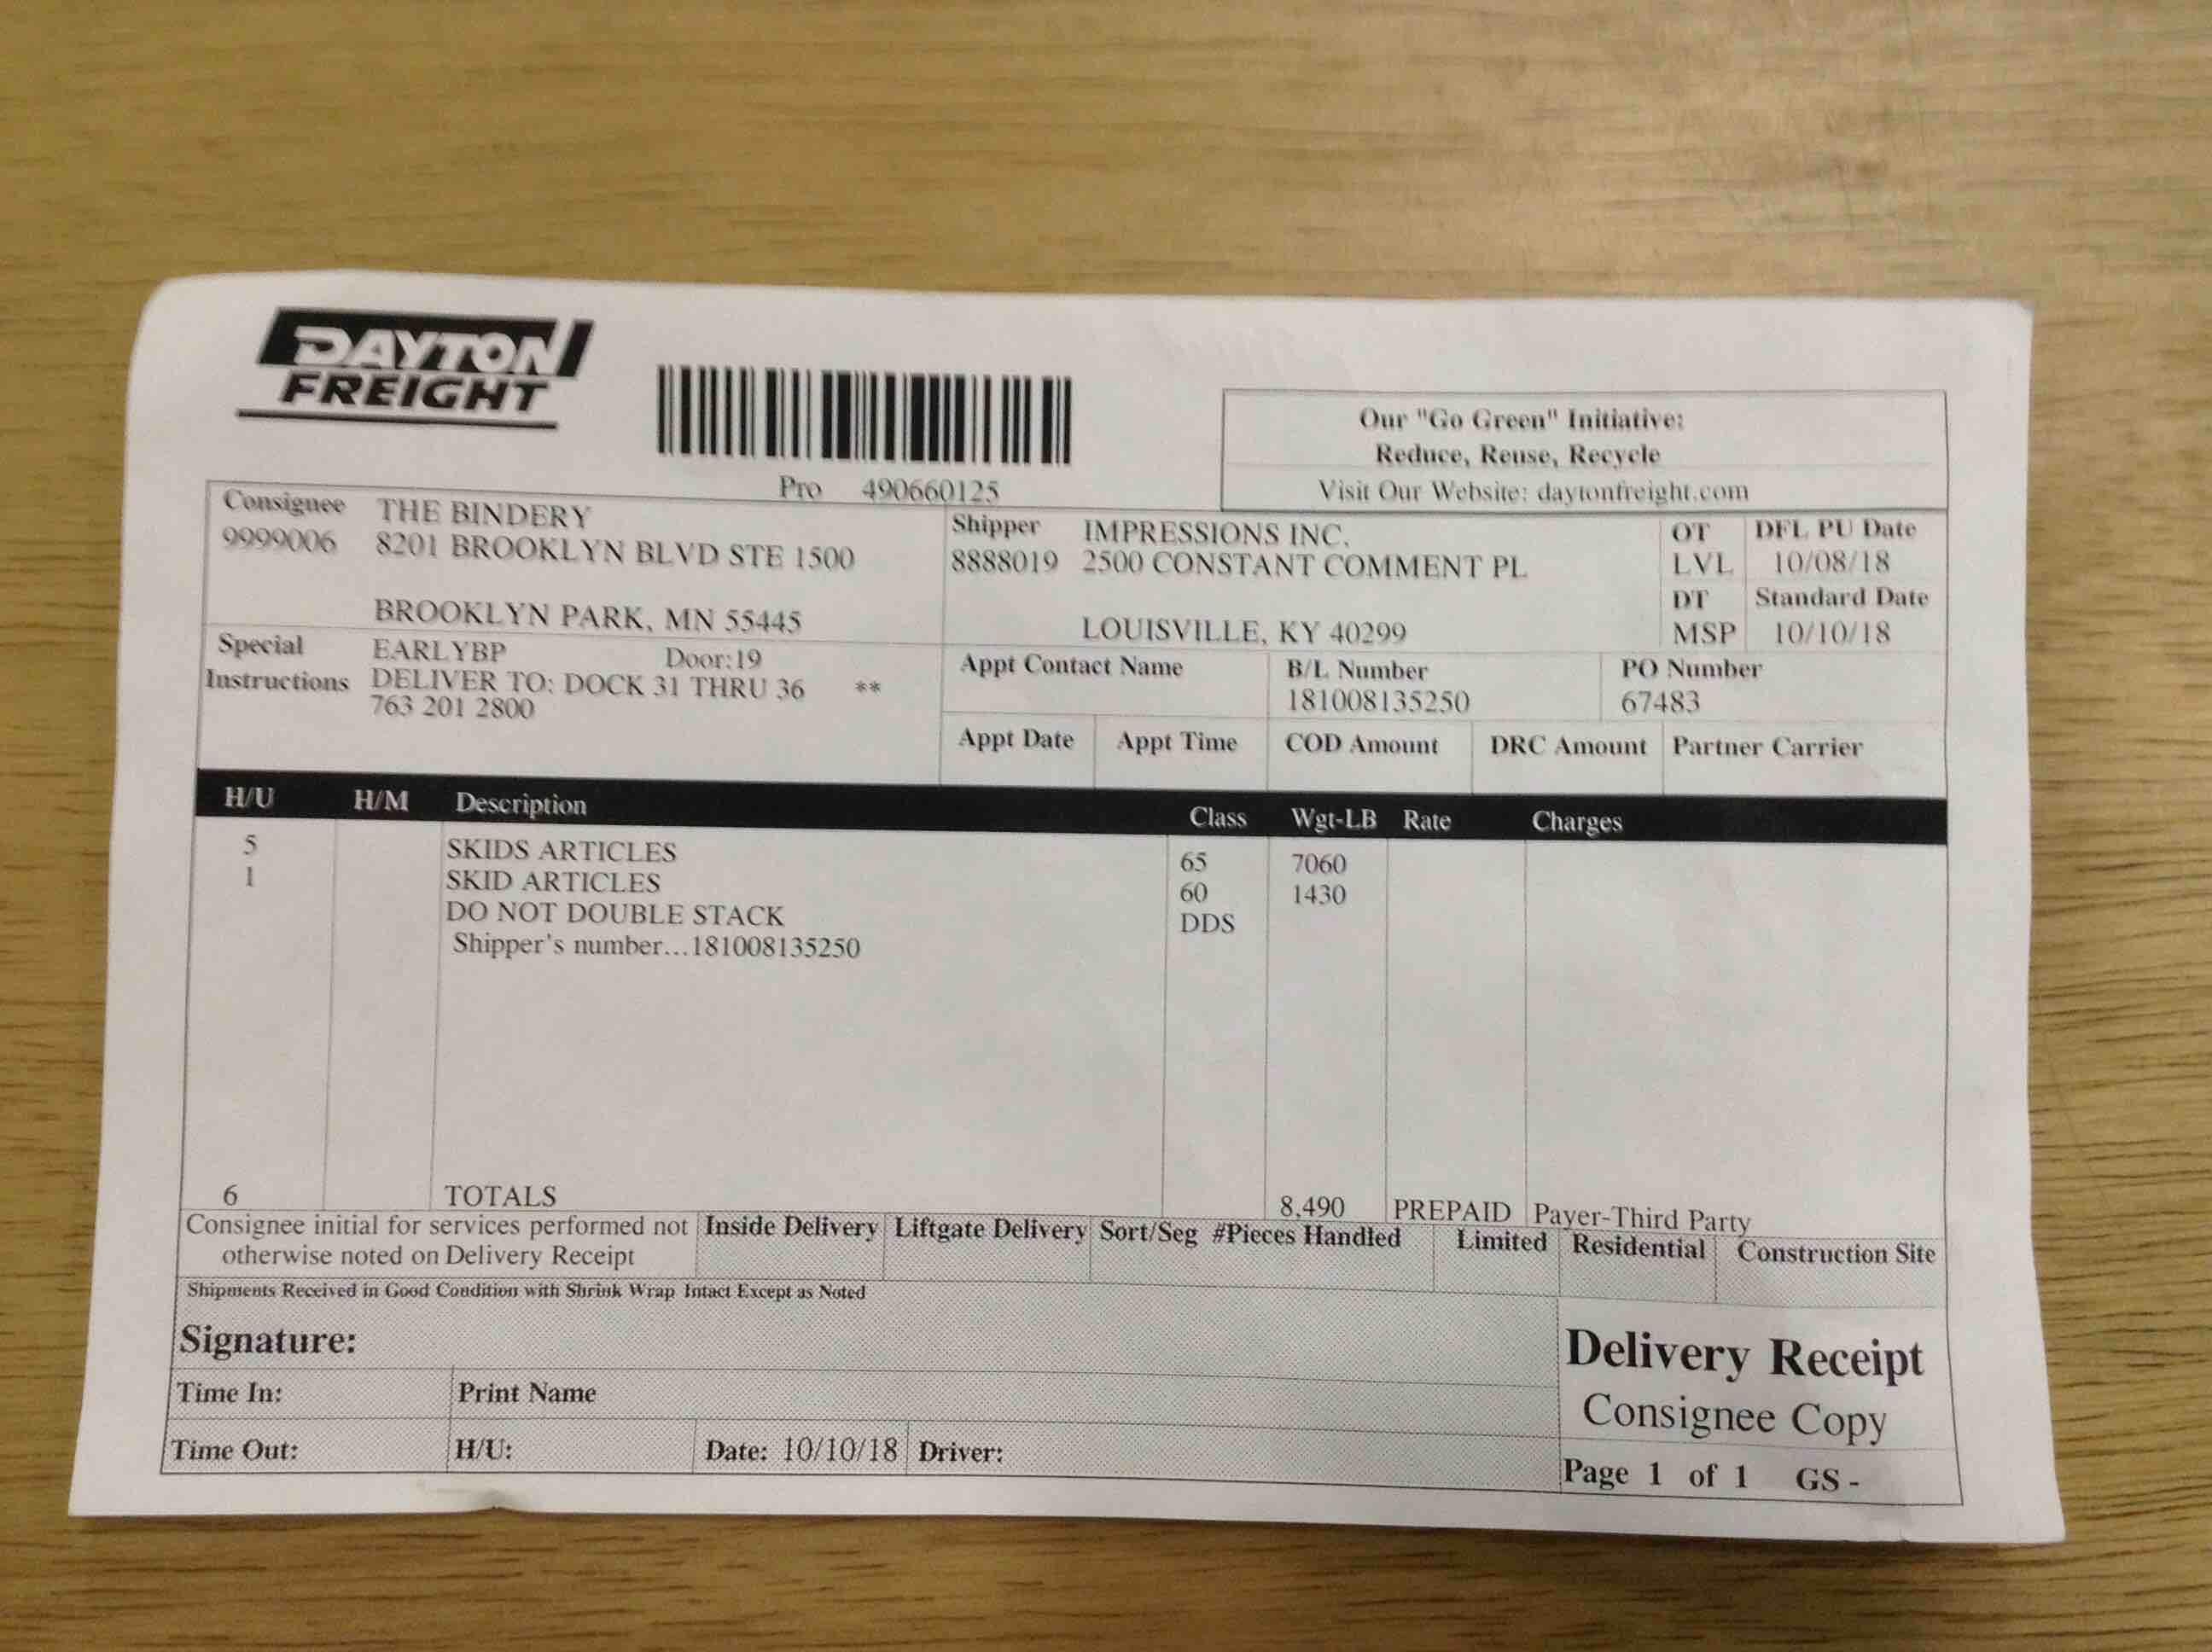 DAYTON
FREIGHT
Pro 490660125
Our "Go Green" Initiative:
Reduce, Reuse, Recycle
Visit Our Website: daytonfreight.com
Consignee THE BINDERY
9999006 8201 BROOKLYN BLVD STE 1500
BROOKLYN PARK, MN 55445
Shipper IMPRESSIONS INC.
8888019 2500 CONSTANT COMMENT PL
LOUISVILLE, KY 40299
OT DFL PU Date
LVL 10/08/18
DT Standard Date
MSP 10/10/18
Special EARLYBP Door:19
Instructions DELIVER TO: DOCK 31 THRU 36 **
763 201 2800
Appt Contact Name B/L Number PO Number
181008135250 67483
Appt Date Appt Time COD Amount DRC Amount Partner Carrier
H/U H/M Description Class Wgt-LB Rate Charges
5 SKIDS ARTICLES 65 7060
1 SKID ARTICLES 60 1430
DO NOT DOUBLE STACK DDS
Shipper's number...181008135250
6 TOTALS 8,490 PREPAID Payer-Third Party
Consignee initial for services performed not
otherwise noted on Delivery Receipt
Inside Delivery Liftgate Delivery Sort/Seg #Pieces Handled Limited Residential Construction Site
Shipments Received in Good Condition with Shrink Wrap Intact Except as Noted
Signature:
Time In: Print Name
Time Out: H/U: Date: 10/10/18 Driver:
Delivery Receipt
Consignee Copy
Page 1 of 1 GS -